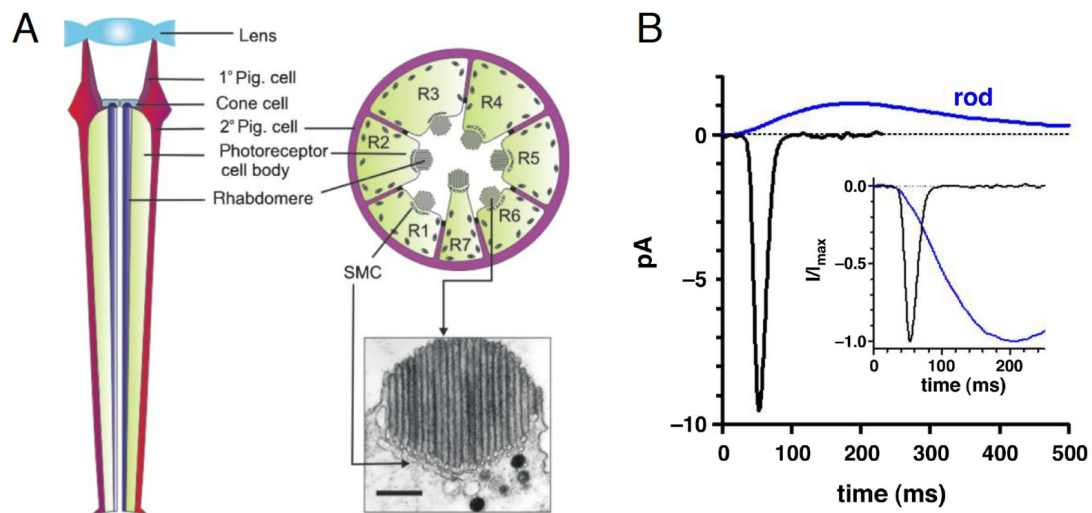 A
Lens
1° Pig. cell
Cone cell
2° Pig. cell
Photoreceptor
cell body
Rhabdomere
SMC
R3
R4
R2
R5
R1
R7
R6
B
rod
0
−5
−10
pA
0
100
200
300
400
500
time (ms)
0.0
−0.5
−1.0
I/Imax
0
200
time (ms)